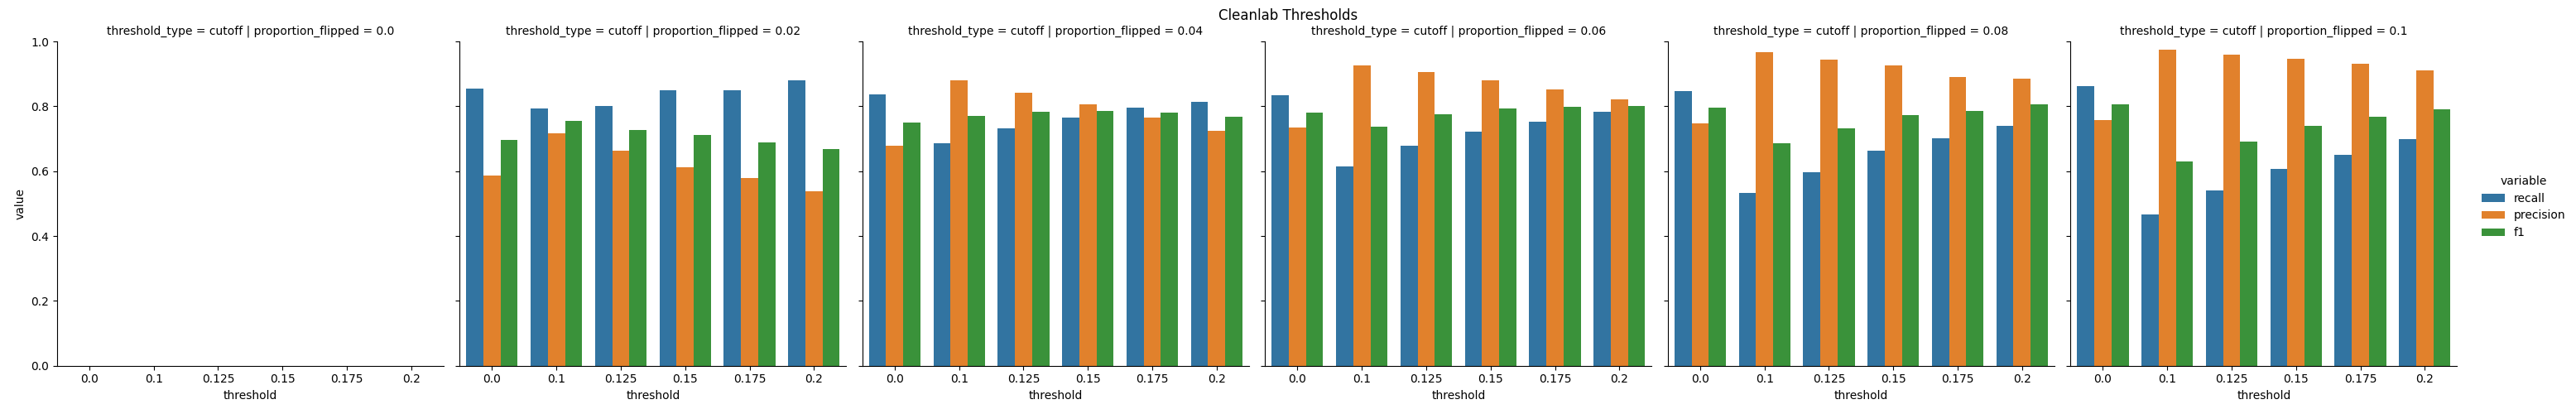 Cleanlab Thresholds
threshold_type = cutoff | proportion_flipped = 0.0
threshold_type = cutoff | proportion_flipped = 0.02
threshold_type = cutoff | proportion_flipped = 0.04
threshold_type = cutoff | proportion_flipped = 0.06
threshold_type = cutoff | proportion_flipped = 0.08
threshold_type = cutoff | proportion_flipped = 0.1
value
1.0
0.8
0.6
0.4
0.2
0.0
0.0 0.1 0.125 0.15 0.175 0.2
threshold
0.0 0.1 0.125 0.15 0.175 0.2
threshold
0.0 0.1 0.125 0.15 0.175 0.2
threshold
0.0 0.1 0.125 0.15 0.175 0.2
threshold
0.0 0.1 0.125 0.15 0.175 0.2
threshold
0.0 0.1 0.125 0.15 0.175 0.2
threshold
variable
recall
precision
f1